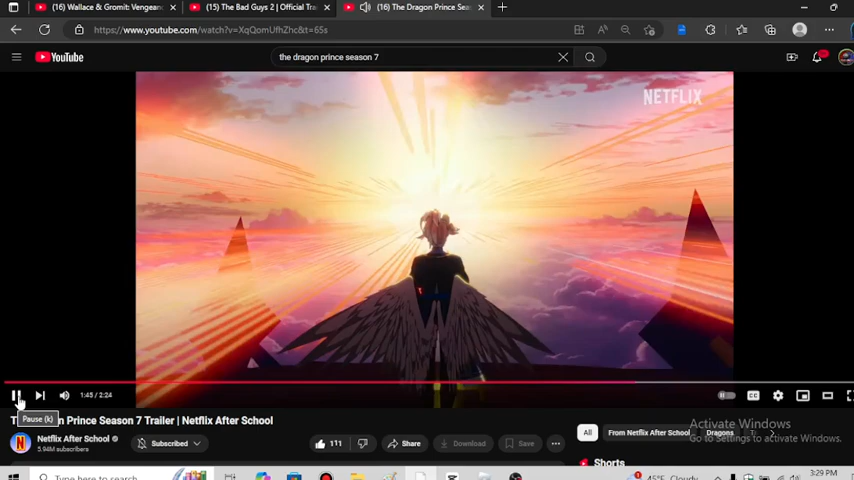 (16) Wallace & Gromit: Vengean
(15) The Bad Guys 2 | Official Trai
(16) The Dragon Prince Sea
https://www.youtube.com/watch?v=XqQomUfhZhc&t=65s
YouTube
the dragon prince season 7
NETFLIX
1:45 / 2:24
CC
Pause (k)
Prince Season 7 Trailer | Netflix After School
N
Netflix After School
5.94M subscribers
Subscribed
111
Share
Download
Save
All
From Netflix After School
Dragons
Activate Windows
Go to Settings to activate Windows.
Shorts
Type here to search
45°F Cloudy
3:29 PM